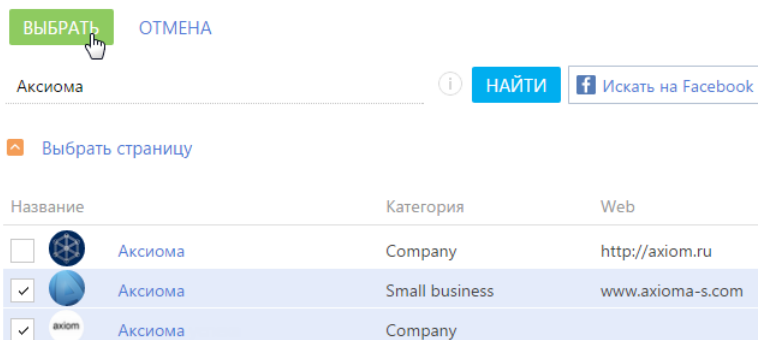 ВЫБРАТЬ ОТМЕНА
Аксиома i НАЙТИ f Искать на Facebook
Выбрать страницу
Название Категория Web
Аксиома Company http://axiom.ru
Аксиома Small business www.axioma-s.com
axiom Аксиома Company